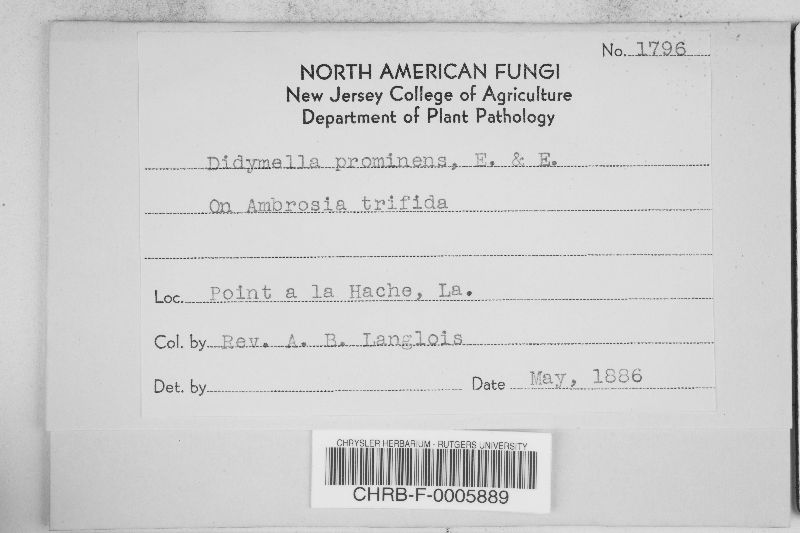 No. 1796
NORTH AMERICAN FUNGI
New Jersey College of Agriculture
Department of Plant Pathology
Didymella prominens, E. & E.
On Ambrosia trifida
Loc. Point a la Hache, La.
Col. by Rev. A. B. Langlois
Det. by Date May, 1886
CHRYSLER HERBARIUM - RUTGERS UNIVERSITY
CHRB-F-0005889